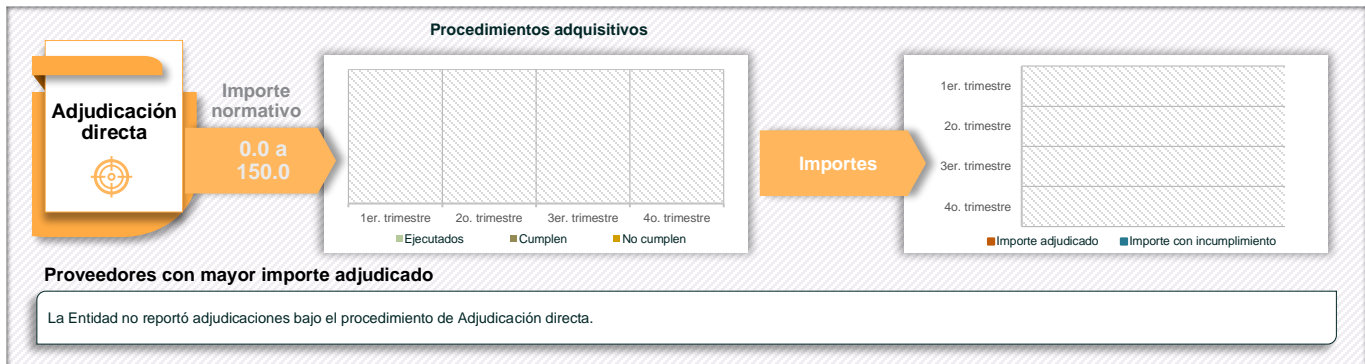 Procedimientos adquisitivos
Adjudicación
directa
Importe
normativo
0.0 a
150.0
1er. trimestre
2o. trimestre
3er. trimestre
4o. trimestre
Ejecutados
Cumplen
No cumplen
Importes
1er. trimestre
2o. trimestre
3er. trimestre
4o. trimestre
Importe adjudicado
Importe con incumplimiento
Proveedores con mayor importe adjudicado
La Entidad no reportó adjudicaciones bajo el procedimiento de Adjudicación directa.